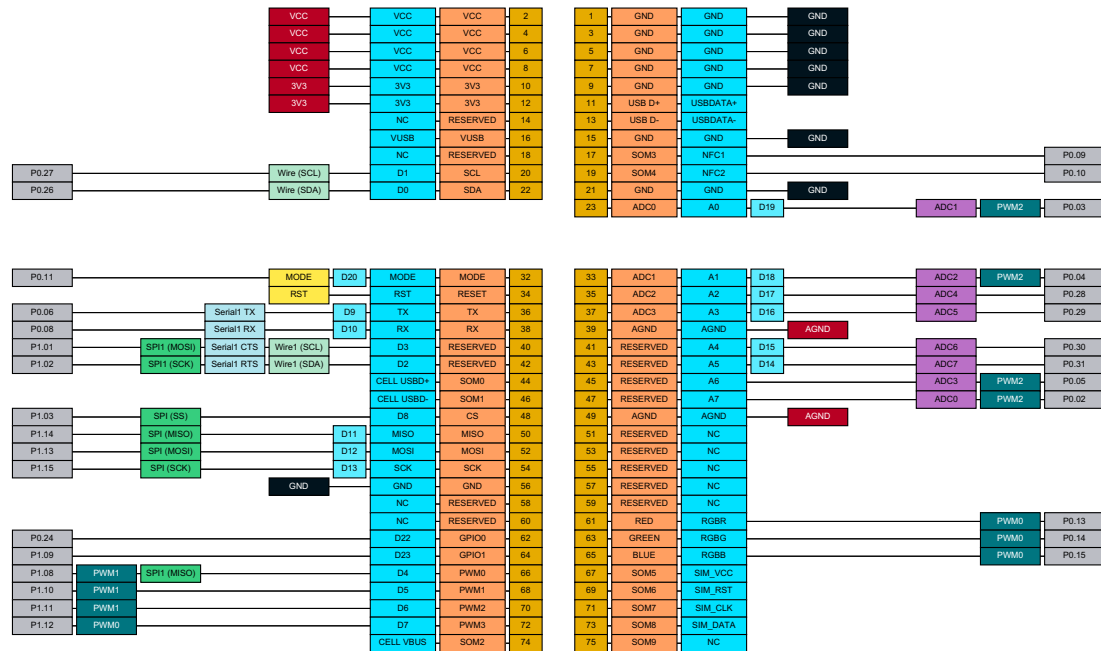 VCC VCC VCC 2 1 GND GND GND
VCC VCC VCC 4 3 GND GND GND
VCC VCC VCC 6 5 GND GND GND
VCC VCC VCC 8 7 GND GND GND
3V3 3V3 3V3 10 9 GND GND GND
3V3 3V3 3V3 12 11 USB D+ USBDATA+
NC RESERVED 14 13 USB D- USBDATA-
VUSB VUSB 16 15 GND GND GND
NC RESERVED 18 17 SOM3 NFC1 P0.09
P0.27 Wire (SCL) D1 SCL 20 19 SOM4 NFC2 P0.10
P0.26 Wire (SDA) D0 SDA 22 21 GND GND GND
23 ADC0 A0 D19 ADC1 PWM2 P0.03
P0.11 MODE D20 MODE MODE 32 33 ADC1 A1 D18 ADC2 PWM2 P0.04
RST RST RESET 34 35 ADC2 A2 D17 ADC4 P0.28
P0.06 Serial1 TX D9 TX TX 36 37 ADC3 A3 D16 ADC5 P0.29
P0.08 Serial1 RX D10 RX RX 38 39 AGND AGND AGND
P1.01 SPI1 (MOSI) Serial1 CTS Wire1 (SCL) D3 RESERVED 40 41 RESERVED A4 D15 ADC6 P0.30
P1.02 SPI1 (SCK) Serial1 RTS Wire1 (SDA) D2 RESERVED 42 43 RESERVED A5 D14 ADC7 P0.31
CELL USBD+ SOM0 44 45 RESERVED A6 ADC3 PWM2 P0.05
CELL USBD- SOM1 46 47 RESERVED A7 ADC0 PWM2 P0.02
P1.03 SPI (SS) D8 CS 48 49 AGND AGND AGND
P1.14 SPI (MISO) D11 MISO MISO 50 51 RESERVED NC
P1.13 SPI (MOSI) D12 MOSI MOSI 52 53 RESERVED NC
P1.15 SPI (SCK) D13 SCK SCK 54 55 RESERVED NC
GND GND GND 56 57 RESERVED NC
NC RESERVED 58 59 RESERVED NC
NC RESERVED 60 61 RED RGBR PWM0 P0.13
P0.24 D22 GPIO0 62 63 GREEN RGBG PWM0 P0.14
P1.09 D23 GPIO1 64 65 BLUE RGBB PWM0 P0.15
P1.08 PWM1 SPI1 (MISO) D4 PWM0 66 67 SOM5 SIM_VCC
P1.10 PWM1 D5 PWM1 68 69 SOM6 SIM_RST
P1.11 PWM1 D6 PWM2 70 71 SOM7 SIM_CLK
P1.12 PWM0 D7 PWM3 72 73 SOM8 SIM_DATA
CELL VBUS SOM2 74 75 SOM9 NC